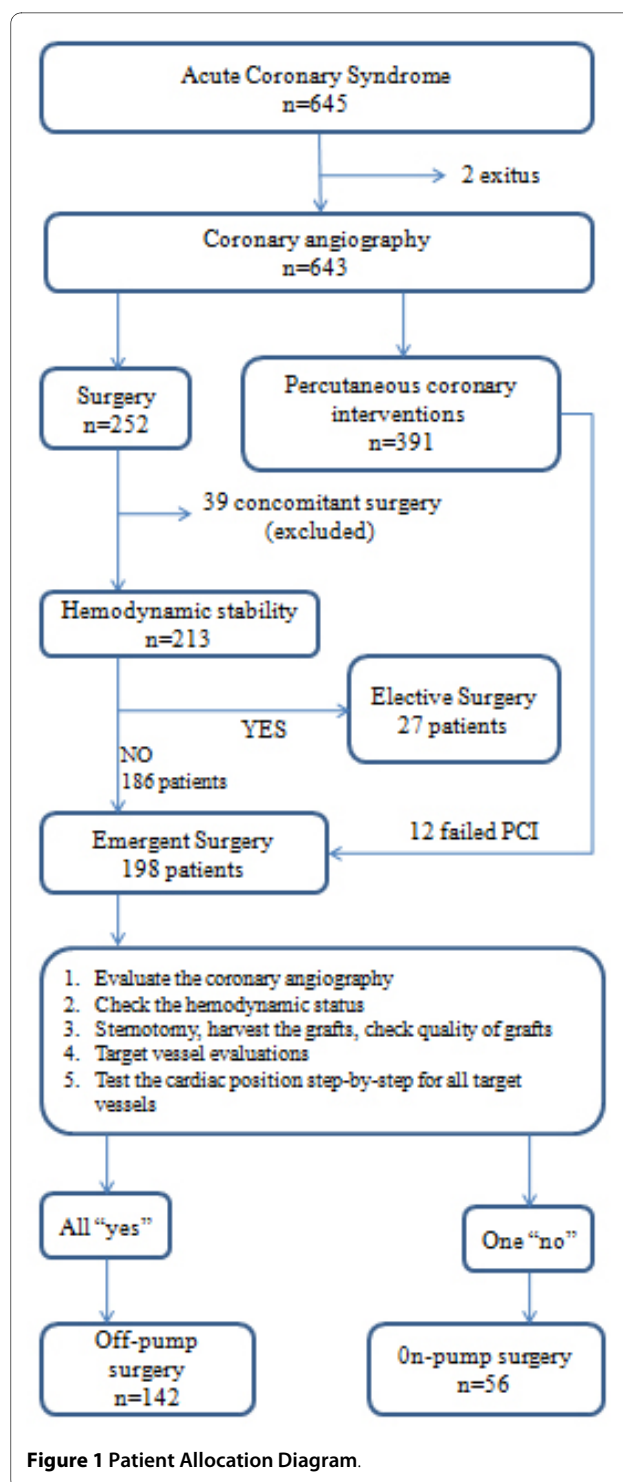 Acute Coronary Syndrome
n=645
2 exitus
Coronary angiography
n=643
Surgery
n=252
Percutaneous coronary
interventions
n=391
39 concomitant surgery
(excluded)
Hemodynamic stability
n=213
YES
Elective Surgery
27 patients
NO
186 patients
Emergent Surgery
198 patients
12 failed PCI
1. Evaluate the coronary angiography
2. Check the hemodynamic status
3. Sternotomy, harvest the grafts, check quality of grafts
4. Target vessel evaluations
5. Test the cardiac position step-by-step for all target
vessels
All “yes”
One “no”
Off-pump
surgery
n=142
0n-pump surgery
n=56
Figure 1 Patient Allocation Diagram.